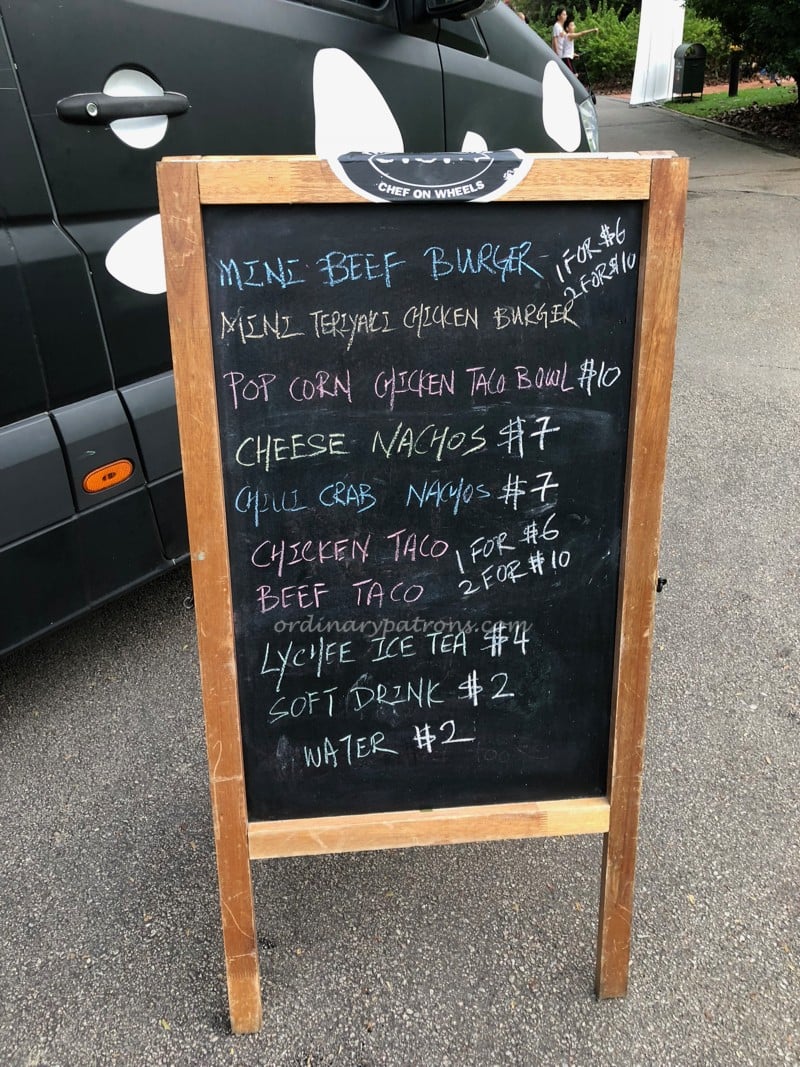 CHEF ON WHEELS
MINI BEEF BURGER 1 FOR $6
2 FOR $10
MINI TERIYAKI CHICKEN BURGER
POP CORN CHICKEN TACO BOWL $10
CHEESE NACHOS $7
CHILLI CRAB NACHOS $7
CHICKEN TACO 1 FOR $6
BEEF TACO 2 FOR $10
ordinarypatrons.com
LYCHEE ICE TEA $4
SOFT DRINK $2
WATER $2